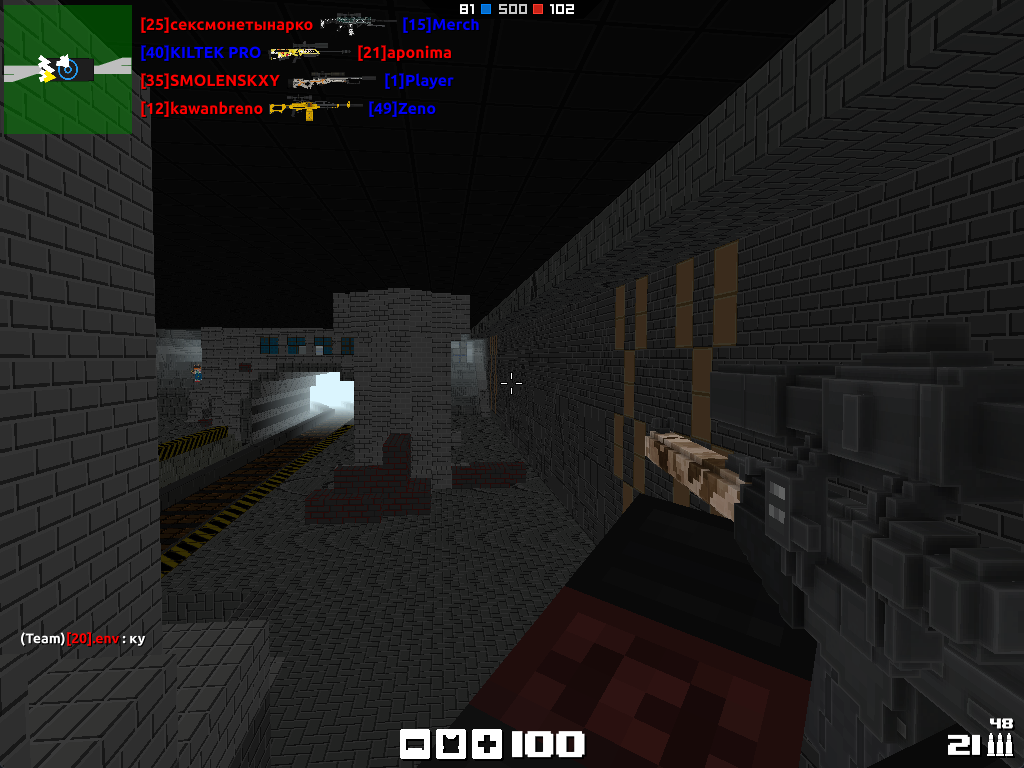 81 500 102
[25]сексмонетынарко [15]Merch
[40]KILTEK PRO [21]aponima
[35]SMOLENSKXY [1]Player
[12]kawanbreno [49]Zeno
(Team)[20].env : ку
100
48
21